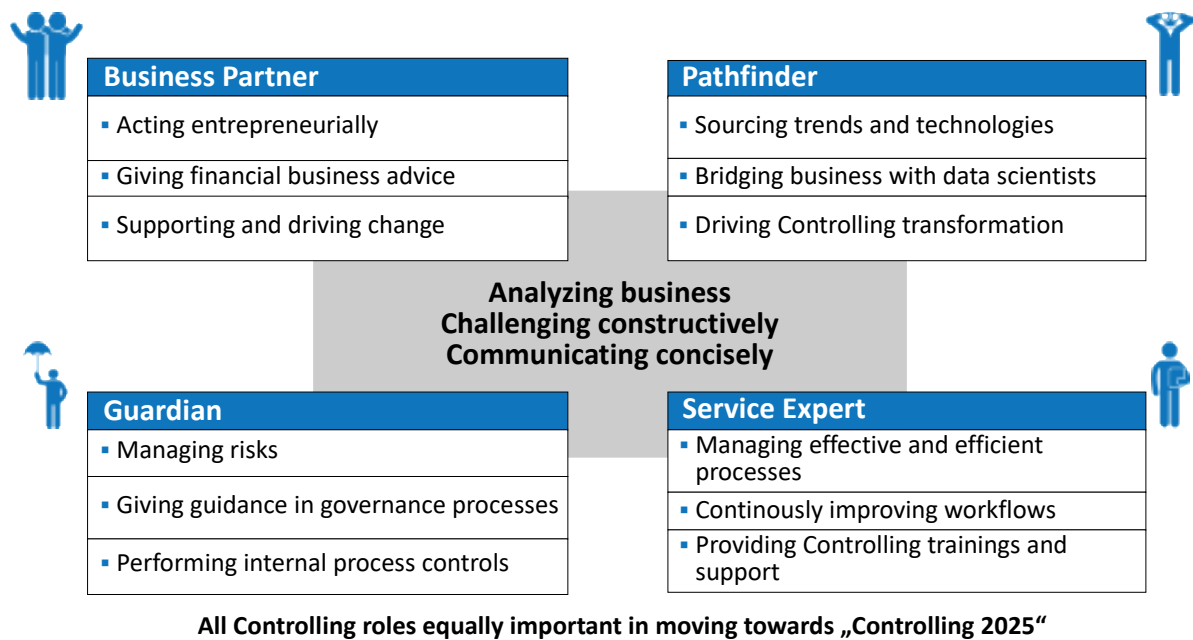 Business Partner
▪ Acting entrepreneurially
▪ Giving financial business advice
▪ Supporting and driving change
Pathfinder
▪ Sourcing trends and technologies
▪ Bridging business with data scientists
▪ Driving Controlling transformation
Analyzing business
Challenging constructively
Communicating concisely
Guardian
▪ Managing risks
▪ Giving guidance in governance processes
▪ Performing internal process controls
Service Expert
▪ Managing effective and efficient
processes
▪ Continously improving workflows
▪ Providing Controlling trainings and
support
All Controlling roles equally important in moving towards „Controlling 2025“